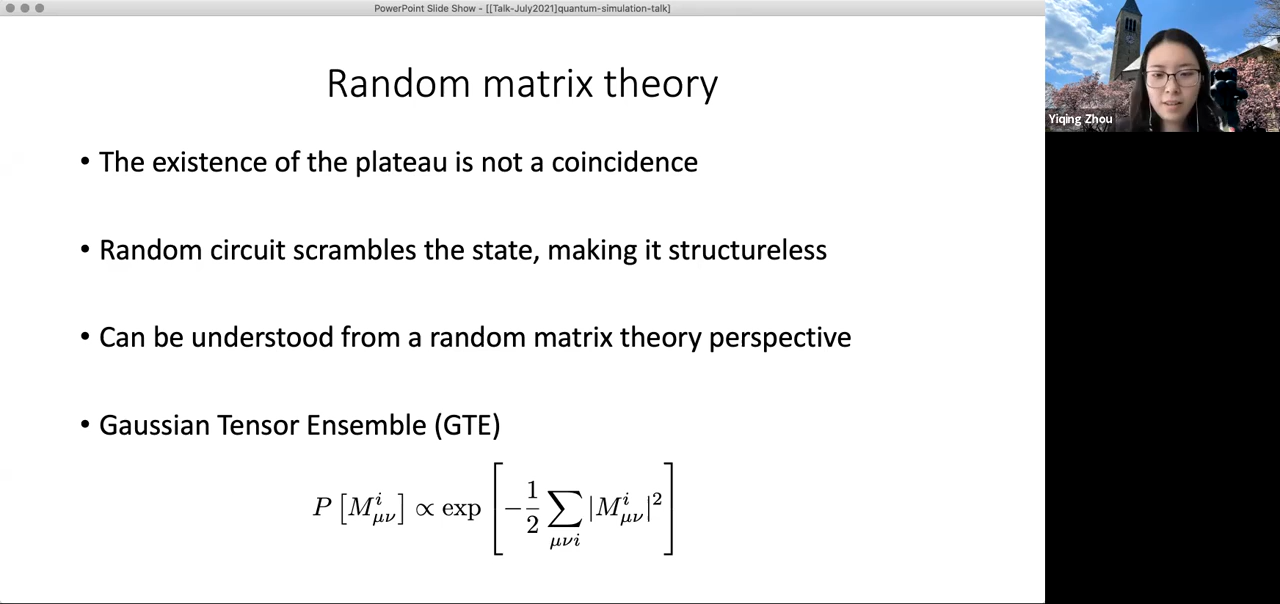 PowerPoint Slide Show - [[Talk-July2021]quantum-simulation-talk]
Random matrix theory
Yiqing Zhou
• The existence of the plateau is not a coincidence
• Random circuit scrambles the state, making it structureless
• Can be understood from a random matrix theory perspective
• Gaussian Tensor Ensemble (GTE)
P [M^i_{μν}] ∝ exp [ −1/2 ∑_{μνi} |M^i_{μν}|^2 ]